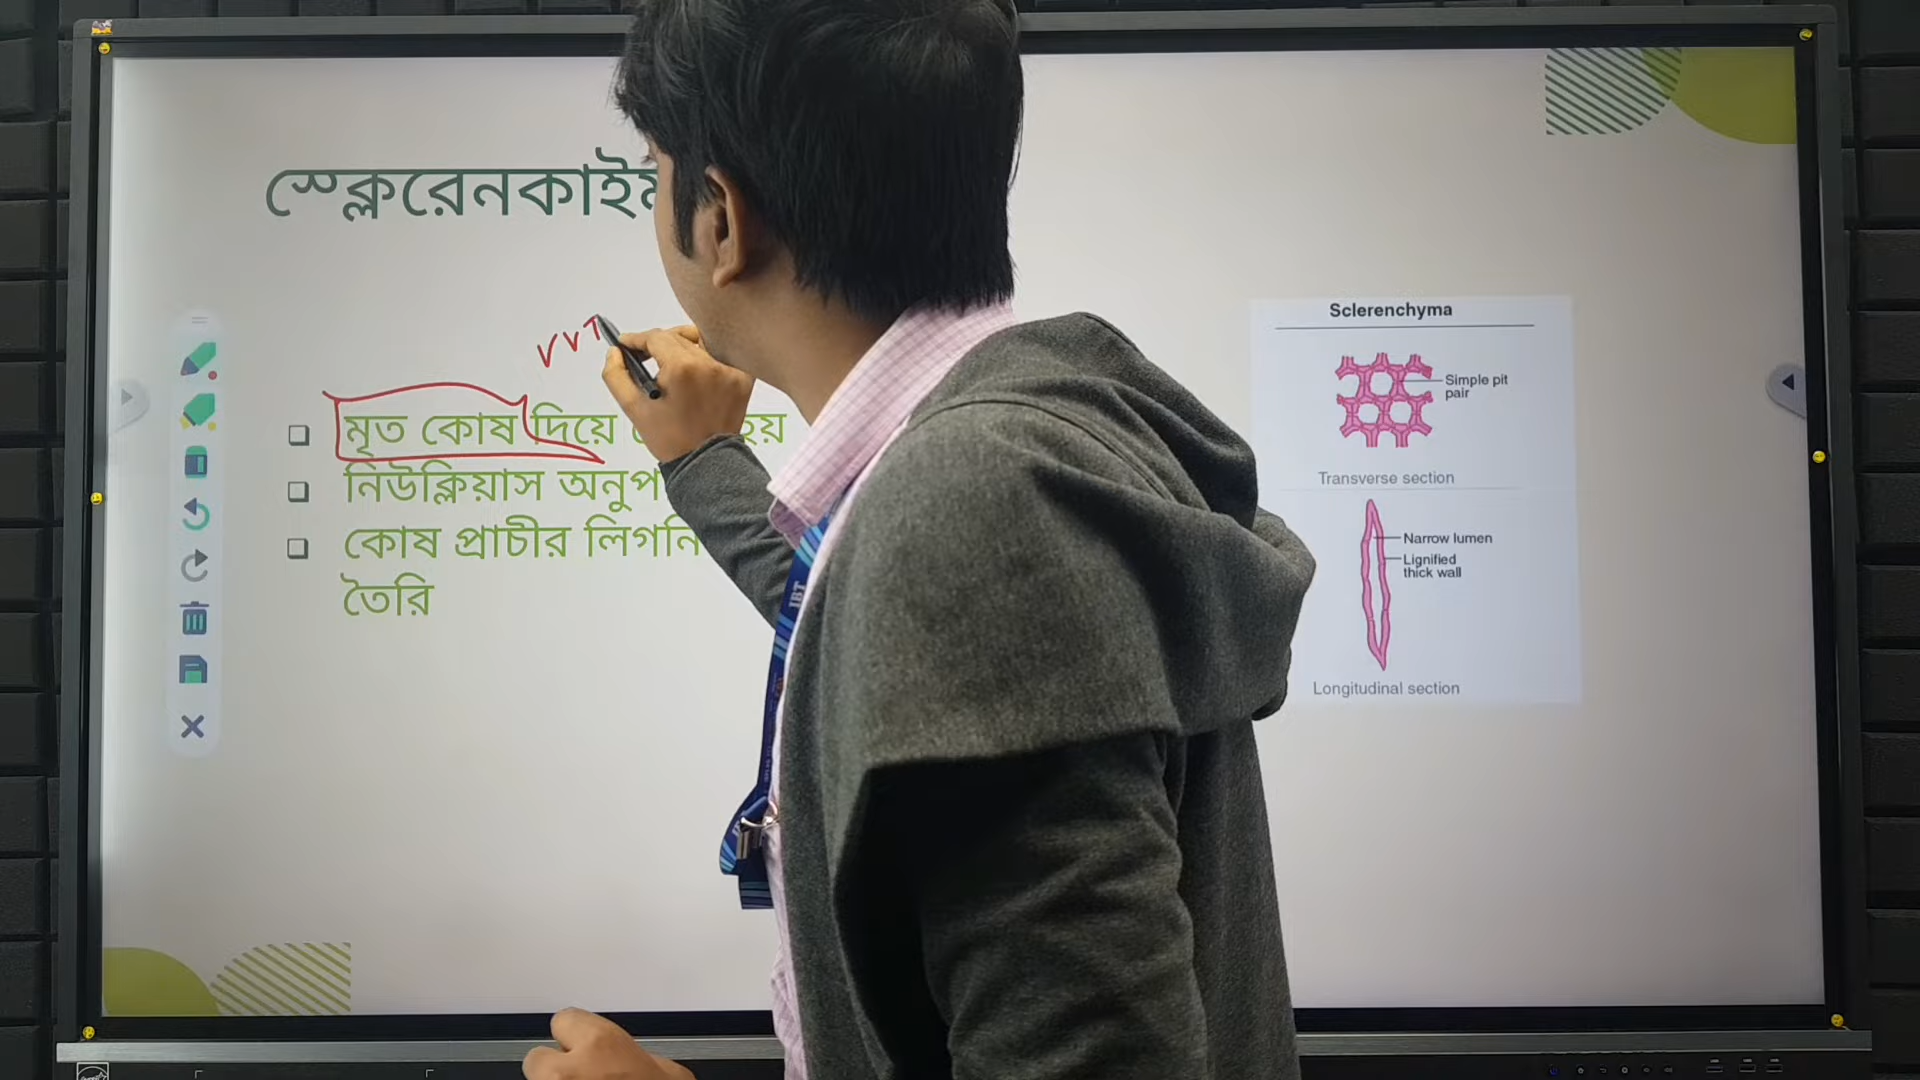 স্ক্লেরেনকাইম
VVI
মৃত কোষ দিয়ে হয়
নিউক্লিয়াস অনুপ
কোষ প্রাচীর লিগনি
তৈরি
Sclerenchyma
Simple pit
pair
Transverse section
Narrow lumen
Lignified
thick wall
Longitudinal section
IBT